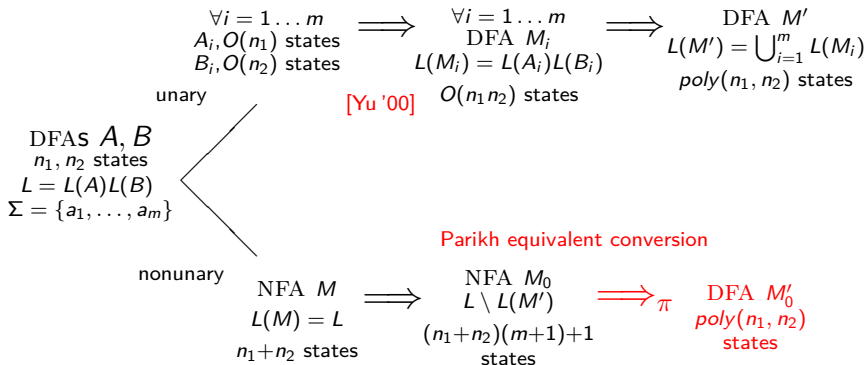 ∀i = 1 … m
A_i, O(n_1) states
B_i, O(n_2) states
⟹
∀i = 1 … m
DFA M_i
L(M_i) = L(A_i)L(B_i)
O(n_1n_2) states
⟹
DFA M′
L(M′) = ⋃_{i=1}^{m} L(M_i)
poly(n_1, n_2) states
unary
[Yu ’00]
DFAs A, B
n_1, n_2 states
L = L(A)L(B)
Σ = {a_1, …, a_m}
nonunary
Parikh equivalent conversion
NFA M
L(M) = L
n_1+n_2 states
⟹
NFA M_0
L \ L(M′)
(n_1+n_2)(m+1)+1
states
⟹_π
DFA M′_0
poly(n_1, n_2)
states